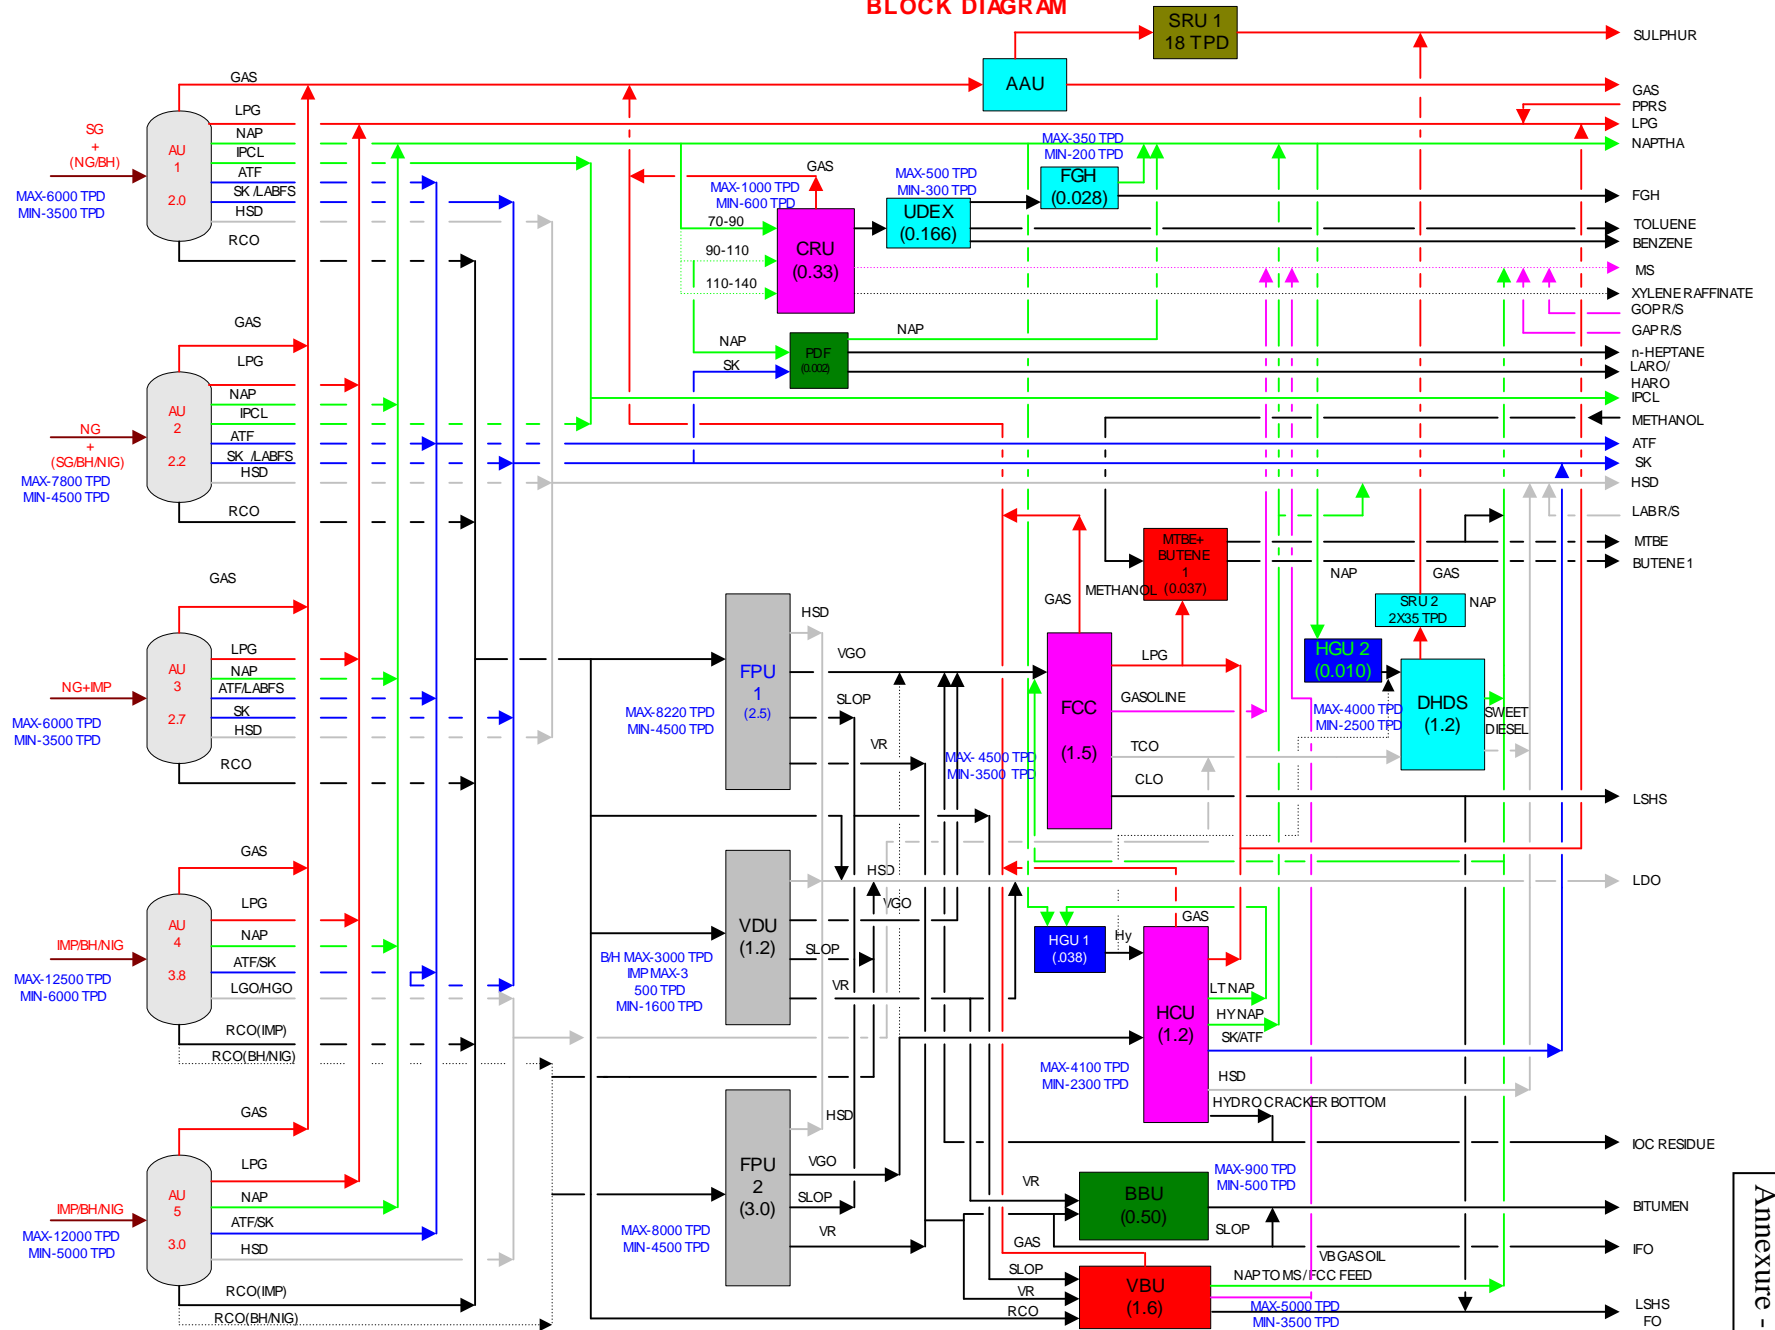 BLOCK DIAGRAM
SRU 1
18 TPD
SULPHUR
GAS
AAU
GAS
PPRS
LPG
LPG
NAP
NAPTHA
SG
+
(NG/BH)
AU
1
2.0
IPCL
ATF
SK /LABFS
HSD
RCO
MAX-6000 TPD
MIN-3500 TPD
MAX-350 TPD
MIN-200 TPD
GAS
MAX-500 TPD
MIN-300 TPD
FGH
(0.028)
FGH
MAX-1000 TPD
MIN-600 TPD
UDEX
(0.166)
70-90
90-110
110-140
CRU
(0.33)
TOLUENE
BENZENE
MS
XYLENE RAFFINATE
GOPR/S
GAPR/S
GAS
NAP
NAP
SK
PDF
(0.002)
n-HEPTANE
LARO/
HARO
IPCL
METHANOL
ATF
SK
HSD
LABR/S
MTBE
BUTENE 1
LPG
NAP
IPCL
ATF
SK /LABFS
HSD
RCO
AU
2
2.2
NG
+
(SG/BH/NIG)
MAX-7800 TPD
MIN-4500 TPD
MTBE+
BUTENE
1
(0.037)
METHANOL
GAS
NAP
GAS
SRU 2
2X35 TPD
NAP
GAS
LPG
NAP
ATF/LABFS
SK
HSD
RCO
AU
3
2.7
NG+IMP
MAX-6000 TPD
MIN-3500 TPD
FPU
1
(2.5)
MAX-8220 TPD
MIN-4500 TPD
HSD
VGO
SLOP
VR
FCC
(1.5)
MAX- 4500 TPD
MIN-3500 TPD
LPG
GASOLINE
TCO
CLO
HGU 2
(0.010)
DHDS
(1.2)
MAX-4000 TPD
MIN-2500 TPD
SWEET
DIESEL
LSHS
GAS
LPG
NAP
ATF/SK
LGO/HGO
RCO(IMP)
RCO(BH/NIG)
AU
4
3.8
IMP/BH/NIG
MAX-12500 TPD
MIN-6000 TPD
VDU
(1.2)
B/H MAX-3000 TPD
IMP MAX-3
500 TPD
MIN-1600 TPD
HSD
VGO
SLOP
VR
LDO
HGU 1
(.038)
Hy
GAS
HCU
(1.2)
LT NAP
HY NAP
SK/ATF
HSD
HYDRO CRACKER BOTTOM
MAX-4100 TPD
MIN-2300 TPD
IOC RESIDUE
GAS
LPG
NAP
ATF/SK
HSD
RCO(IMP)
RCO(BH/NIG)
AU
5
3.0
IMP/BH/NIG
MAX-12000 TPD
MIN-5000 TPD
FPU
2
(3.0)
MAX-8000 TPD
MIN-4500 TPD
HSD
VGO
SLOP
VR
VR
BBU
(0.50)
MAX-900 TPD
MIN-500 TPD
BITUMEN
SLOP
IFO
VB GAS OIL
GAS
SLOP
VR
RCO
VBU
(1.6)
NAP TO MS / FCC FEED
MAX-5000 TPD
MIN-3500 TPD
LSHS
FO
Annexure -